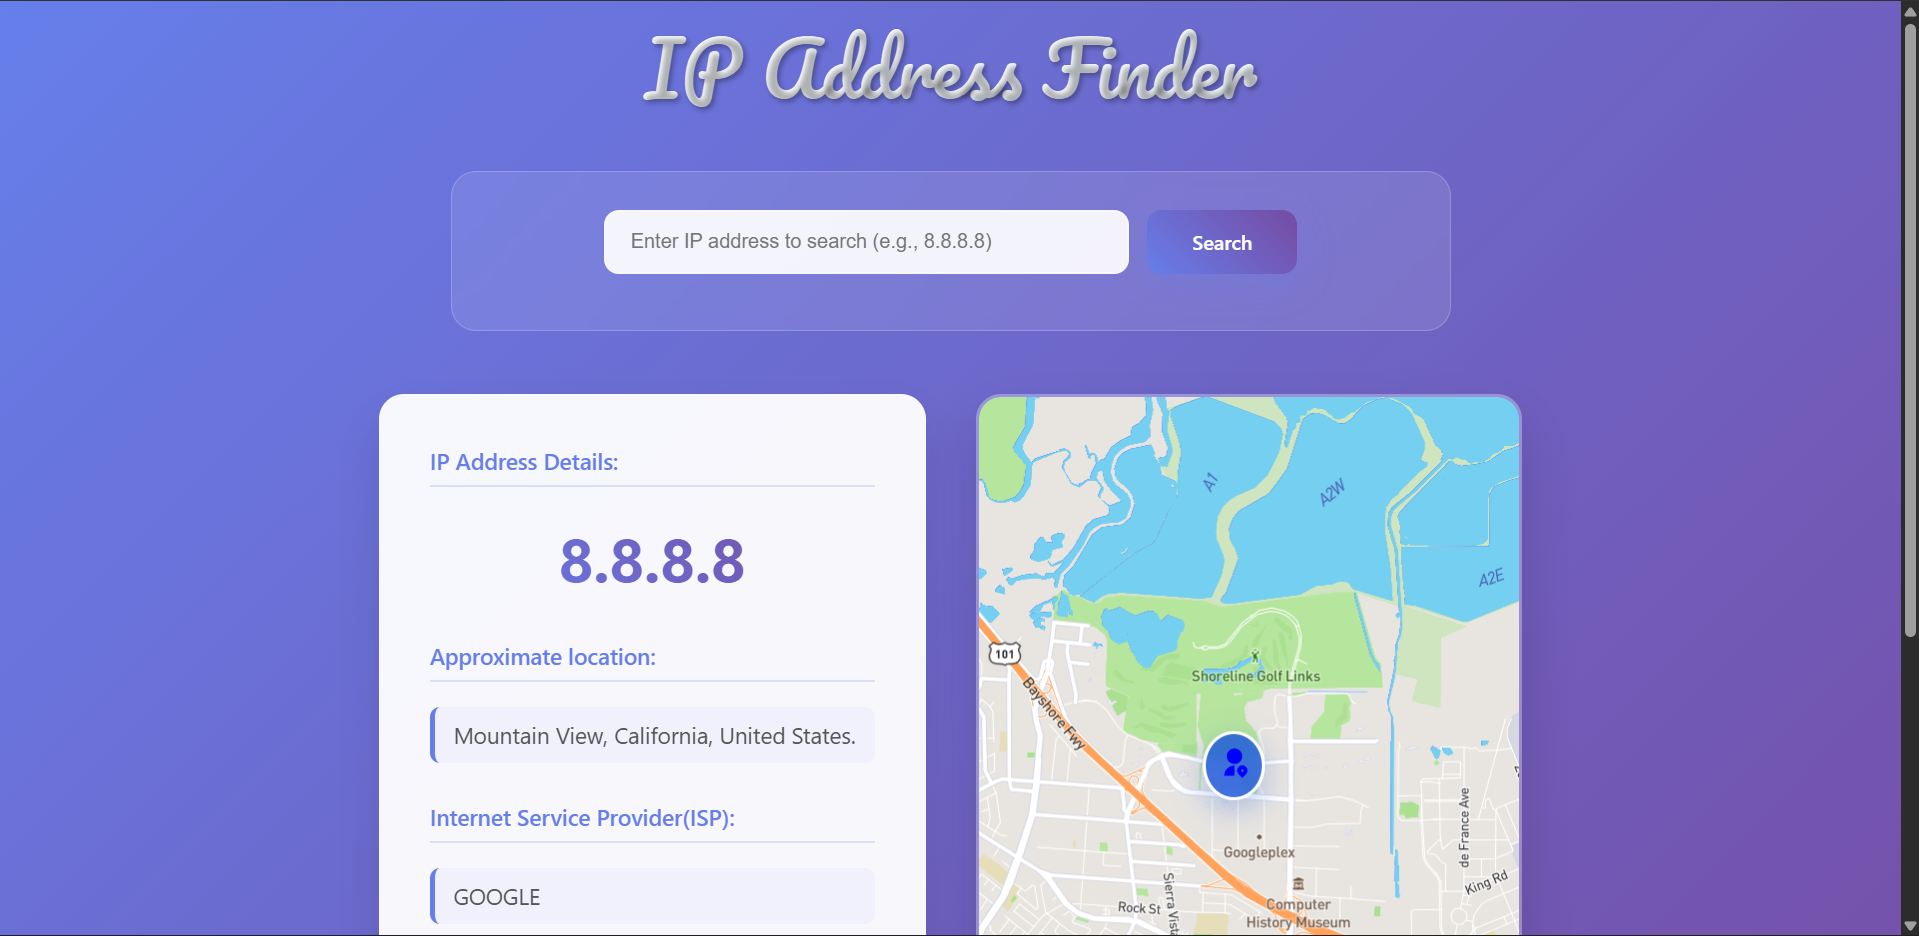 IP Address Finder
Enter IP address to search (e.g., 8.8.8.8)
Search
IP Address Details:
8.8.8.8
Approximate location:
Mountain View, California, United States.
Internet Service Provider(ISP):
GOOGLE
A1
A2W
A2E
101
Bayshore Fwy
Shoreline Golf Links
Googleplex
de France Ave
King Rd
Computer
History Museum
Rock St
Sierra Vista